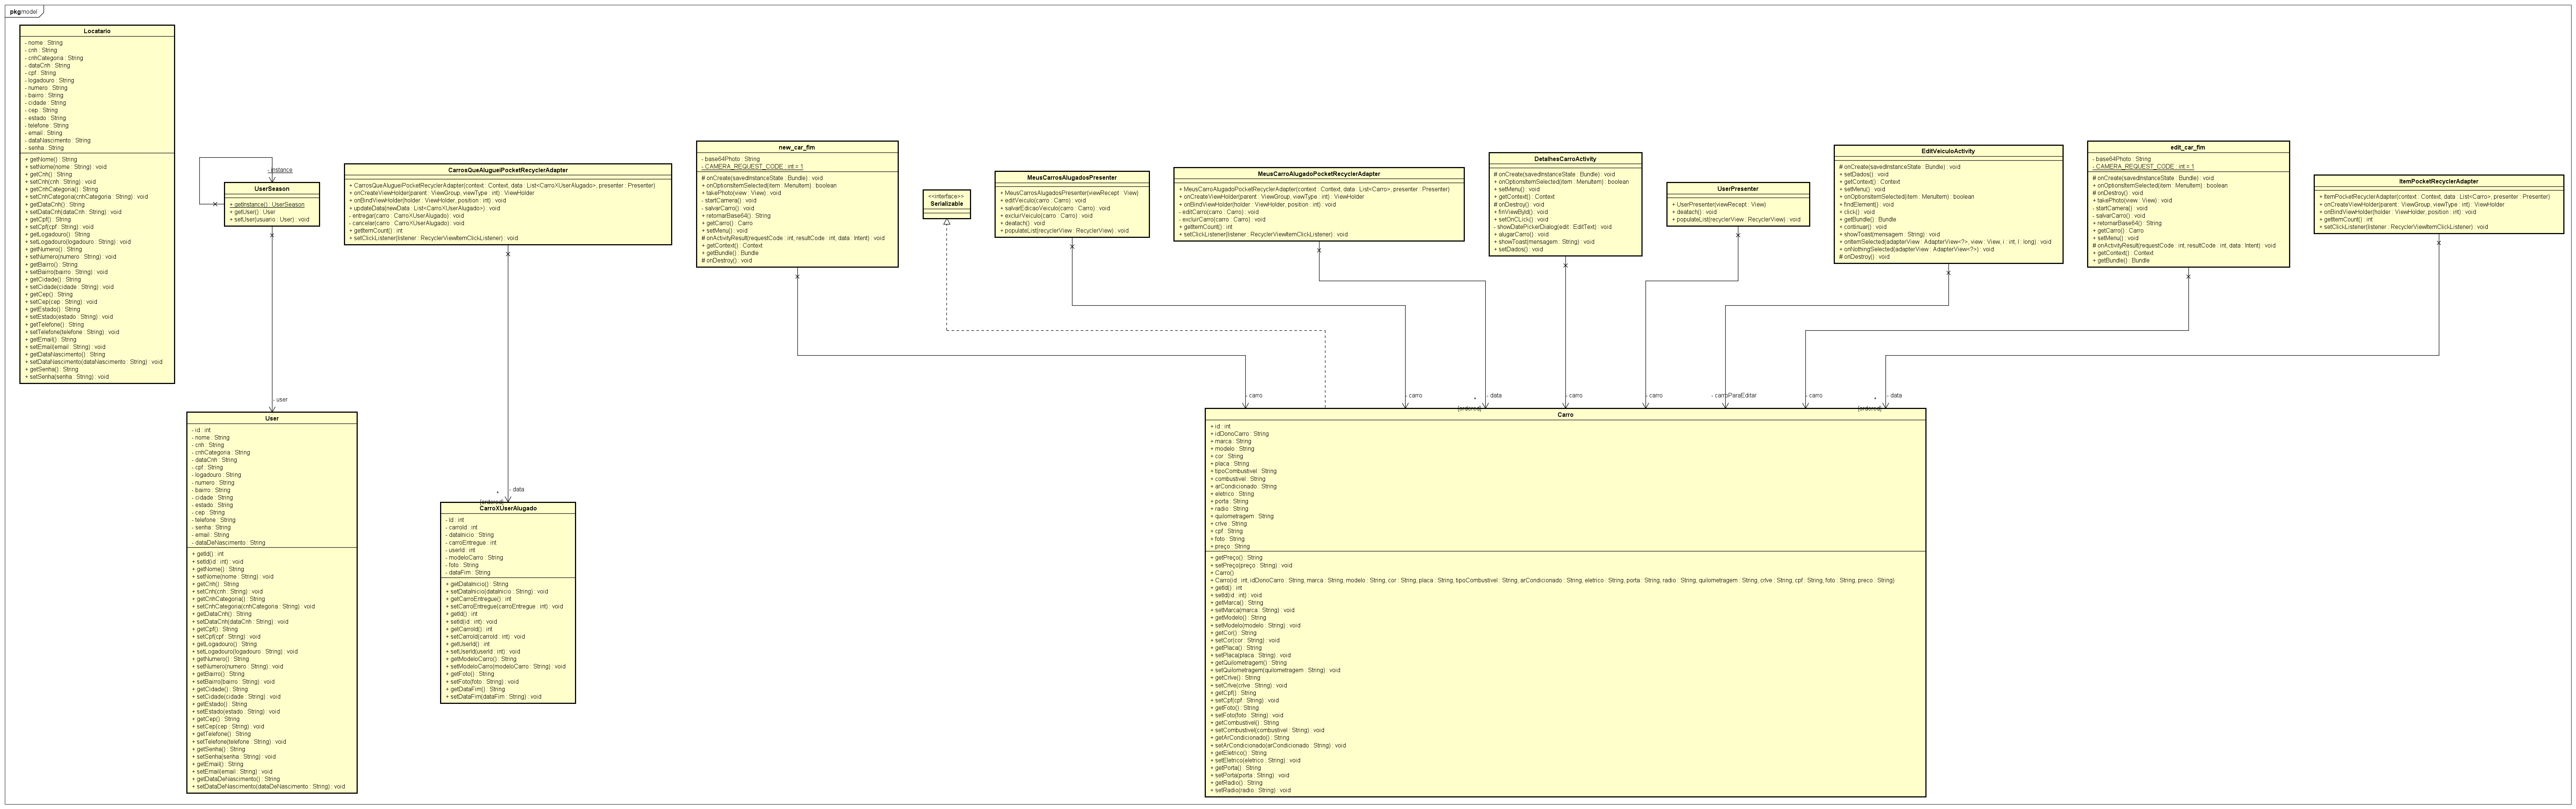 pkg model
Locatario
- nome : String
- cnh : String
- cnhCategoria : String
- dataCnh : String
- cpf : String
- logadouro : String
- numero : String
- bairro : String
- cidade : String
- cep : String
- estado : String
- telefone : String
- email : String
- dataNascimento : String
- senha : String
+ getNome() : String
+ setNome(nome : String) : void
+ getCnh() : String
+ setCnh(cnh : String) : void
+ getCnhCategoria() : String
+ setCnhCategoria(cnhCategoria : String) : void
+ getDataCnh() : String
+ setDataCnh(dataCnh : String) : void
+ getCpf() : String
+ setCpf(cpf : String) : void
+ getLogadouro() : String
+ setLogadouro(logadouro : String) : void
+ getNumero() : String
+ setNumero(numero : String) : void
+ getBairro() : String
+ setBairro(bairro : String) : void
+ getCidade() : String
+ setCidade(cidade : String) : void
+ getCep() : String
+ setCep(cep : String) : void
+ getEstado() : String
+ setEstado(estado : String) : void
+ getTelefone() : String
+ setTelefone(telefone : String) : void
+ getEmail() : String
+ setEmail(email : String) : void
+ getDataNascimento() : String
+ setDataNascimento(dataNascimento : String) : void
+ getSenha() : String
+ setSenha(senha : String) : void
- instance
UserSeason
+ getInstancia() : UserSeason
+ getUser() : User
+ setUser(usuario : User) : void
- user
User
- id : int
- nome : String
- cnh : String
- cnhCategoria : String
- dataCnh : String
- cpf : String
- logadouro : String
- numero : String
- bairro : String
- cidade : String
- estado : String
- cep : String
- telefone : String
- senha : String
- email : String
- dataDeNascimento : String
+ getId() : int
+ setId(id : int) : void
+ getNome() : String
+ setNome(nome : String) : void
+ getCnh() : String
+ setCnh(cnh : String) : void
+ getCnhCategoria() : String
+ setCnhCategoria(cnhCategoria : String) : void
+ getDataCnh() : String
+ setDataCnh(dataCnh : String) : void
+ getCpf() : String
+ setCpf(cpf : String) : void
+ getLogadouro() : String
+ setLogadouro(logadouro : String) : void
+ getNumero() : String
+ setNumero(numero : String) : void
+ getBairro() : String
+ setBairro(bairro : String) : void
+ getCidade() : String
+ setCidade(cidade : String) : void
+ getEstado() : String
+ setEstado(estado : String) : void
+ getCep() : String
+ setCep(cep : String) : void
+ getTelefone() : String
+ setTelefone(telefone : String) : void
+ getSenha() : String
+ setSenha(senha : String) : void
+ getEmail() : String
+ setEmail(email : String) : void
+ getDataDeNascimento() : String
+ setDataDeNascimento(dataDeNascimento : String) : void
CarrosQueAlugueiPocketRecyclerAdapter
+ CarrosQueAlugueiPocketRecyclerAdapter(context : Context, data : List<CarroXUserAlugado>, presenter : Presenter)
+ onCreateViewHolder(parent : ViewGroup, viewType : int) : ViewHolder
+ onBindViewHolder(holder : ViewHolder, position : int) : void
+ updateData(newData : List<CarroXUserAlugado>) : void
- entregar(carro : CarroXUserAlugado) : void
- cancelar(carro : CarroXUserAlugado) : void
+ getItemCount() : int
+ setClickListener(listener : RecyclerViewItemClickListener) : void
- data
*
{ordered}
CarroXUserAlugado
- Id : int
- carroId : int
- dataInicio : String
- carroEntregue : int
- userId : int
- modeloCarro : String
- foto : String
- dataFim : String
+ getDataInicio() : String
+ setDataInicio(dataInicio : String) : void
+ getCarroEntregue() : int
+ setCarroEntregue(carroEntregue : int) : void
+ getId() : int
+ setId(id : int) : void
+ getCarroId() : int
+ setCarroId(carroId : int) : void
+ getUserId() : int
+ setUserId(userId : int) : void
+ getModeloCarro() : String
+ setModeloCarro(modeloCarro : String) : void
+ getFoto() : String
+ setFoto(foto : String) : void
+ getDataFim() : String
+ setDataFim(dataFim : String) : void
new_car_fim
- base64Photo : String
- CAMERA_REQUEST_CODE : int = 1
# onCreate(savedInstanceState : Bundle) : void
+ onOptionsItemSelected(item : MenuItem) : boolean
+ takePhoto(view : View) : void
- startCamera() : void
- salvarCarro() : void
+ retornarBase64() : String
+ getCarro() : Carro
+ setMenu() : void
# onActivityResult(requestCode : int, resultCode : int, data : Intent) : void
+ getContext() : Context
+ getBundle() : Bundle
# onDestroy() : void
<<interface>>
Serializable
MeusCarrosAlugadosPresenter
+ MeusCarrosAlugadosPresenter(viewRecept : View)
+ editVeiculo(carro : Carro) : void
+ salvarEdicaoVeiculo(carro : Carro) : void
+ excluirVeiculo(carro : Carro) : void
+ deatach() : void
+ populateList(recyclerView : RecyclerView) : void
MeusCarroAlugadoPocketRecyclerAdapter
+ MeusCarroAlugadoPocketRecyclerAdapter(context : Context, data : List<Carro>, presenter : Presenter)
+ onCreateViewHolder(parent : ViewGroup, viewType : int) : ViewHolder
+ onBindViewHolder(holder : ViewHolder, position : int) : void
- editCarro(carro : Carro) : void
- exclurCarro(carro : Carro) : void
+ getItemCount() : int
+ setClickListener(listener : RecyclerViewItemClickListener) : void
DetalhesCarroActivity
# onCreate(savedInstanceState : Bundle) : void
+ onOptionsItemSelected(item : MenuItem) : boolean
+ setMenu() : void
+ getContext() : Context
# onDestroy() : void
+ finViewById() : void
+ setOnCLick() : void
- showDatePickerDialog(edit : EditText) : void
+ alugarCarro() : void
+ showToast(mensagem : String) : void
+ setDados() : void
UserPresenter
+ UserPresenter(viewRecept : View)
+ deatach() : void
+ populateList(recyclerView : RecyclerView) : void
EditVeiculoActivity
# onCreate(savedInstanceState : Bundle) : void
+ setDados() : void
+ getContext() : Context
+ setMenu() : void
+ onOptionsItemSelected(item : MenuItem) : boolean
+ findElement() : void
+ click() : void
+ getBundle() : Bundle
+ continuar() : void
+ showToast(mensagem : String) : void
+ onItemSelected(adapterView : AdapterView<?>, view : View, i : int, l : long) : void
+ onNothingSelected(adapterView : AdapterView<?>) : void
# onDestroy() : void
edit_car_fim
- base64Photo : String
- CAMERA_REQUEST_CODE : int = 1
# onCreate(savedInstanceState : Bundle) : void
+ onOptionsItemSelected(item : MenuItem) : boolean
# onDestroy() : void
+ takePhoto(view : View) : void
- startCamera() : void
- salvarCarro() : void
+ retornarBase64() : String
+ getCarro() : Carro
+ setMenu() : void
# onActivityResult(requestCode : int, resultCode : int, data : Intent) : void
+ getContext() : Context
+ getBundle() : Bundle
ItemPocketRecyclerAdapter
+ ItemPocketRecyclerAdapter(context : Context, data : List<Carro>, presenter : Presenter)
+ onCreateViewHolder(parent : ViewGroup, viewType : int) : ViewHolder
+ onBindViewHolder(holder : ViewHolder, position : int) : void
+ getItemCount() : int
+ setClickListener(listener : RecyclerViewItemClickListener) : void
- carro
- carro
*
{ordered}
- data
- carro
- carro
- carroParaEditar
- carro
*
{ordered}
- data
Carro
+ id : int
+ idDonoCarro : String
+ marca : String
+ modelo : String
+ cor : String
+ placa : String
+ tipoCombustivel : String
+ combustivel : String
+ arCondicionado : String
+ eletrico : String
+ porta : String
+ radio : String
+ quilometragem : String
+ crlve : String
+ cpf : String
+ foto : String
+ preço : String
+ getPreço() : String
+ setPreço(preço : String) : void
+ Carro()
+ Carro(id : int, idDonoCarro : String, marca : String, modelo : String, cor : String, placa : String, tipoCombustivel : String, arCondicionado : String, eletrico : String, porta : String, radio : String, quilometragem : String, crlve : String, cpf : String, foto : String, preco : String)
+ getId() : int
+ setId(id : int) : void
+ getMarca() : String
+ setMarca(marca : String) : void
+ getModelo() : String
+ setModelo(modelo : String) : void
+ getCor() : String
+ setCor(cor : String) : void
+ getPlaca() : String
+ setPlaca(placa : String) : void
+ getQuilometragem() : String
+ setQuilometragem(quilometragem : String) : void
+ getCrlve() : String
+ setCrlve(crlve : String) : void
+ getCpf() : String
+ setCpf(cpf : String) : void
+ getFoto() : String
+ setFoto(foto : String) : void
+ getCombustivel() : String
+ setCombustivel(combustivel : String) : void
+ getArCondicionado() : String
+ setArCondicionado(arCondicionado : String) : void
+ getEletrico() : String
+ setEletrico(eletrico : String) : void
+ getPorta() : String
+ setPorta(porta : String) : void
+ getRadio() : String
+ setRadio(radio : String) : void